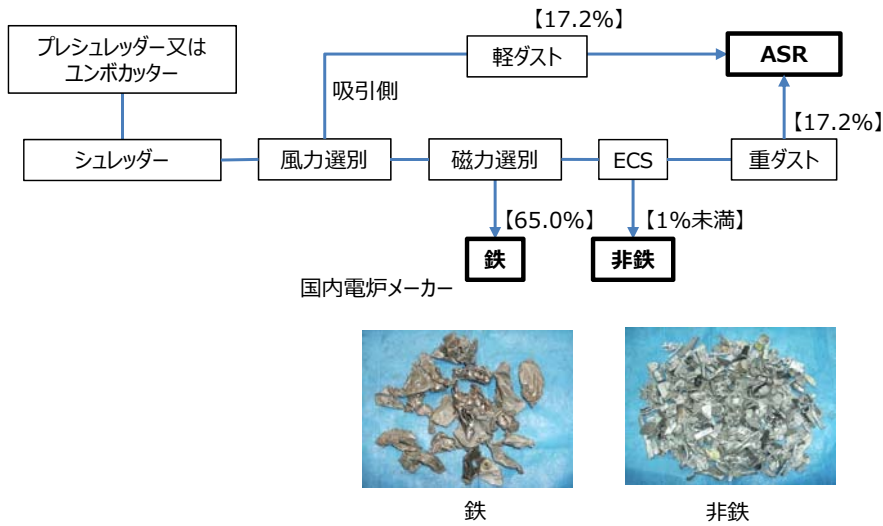 【17.2%】
プレシュレッダー又は
ユンボカッター
軽ダスト
ASR
吸引側
【17.2%】
シュレッダー
風力選別
磁力選別
ECS
重ダスト
【65.0%】
【1%未満】
鉄
非鉄
国内電炉メーカー
鉄
非鉄